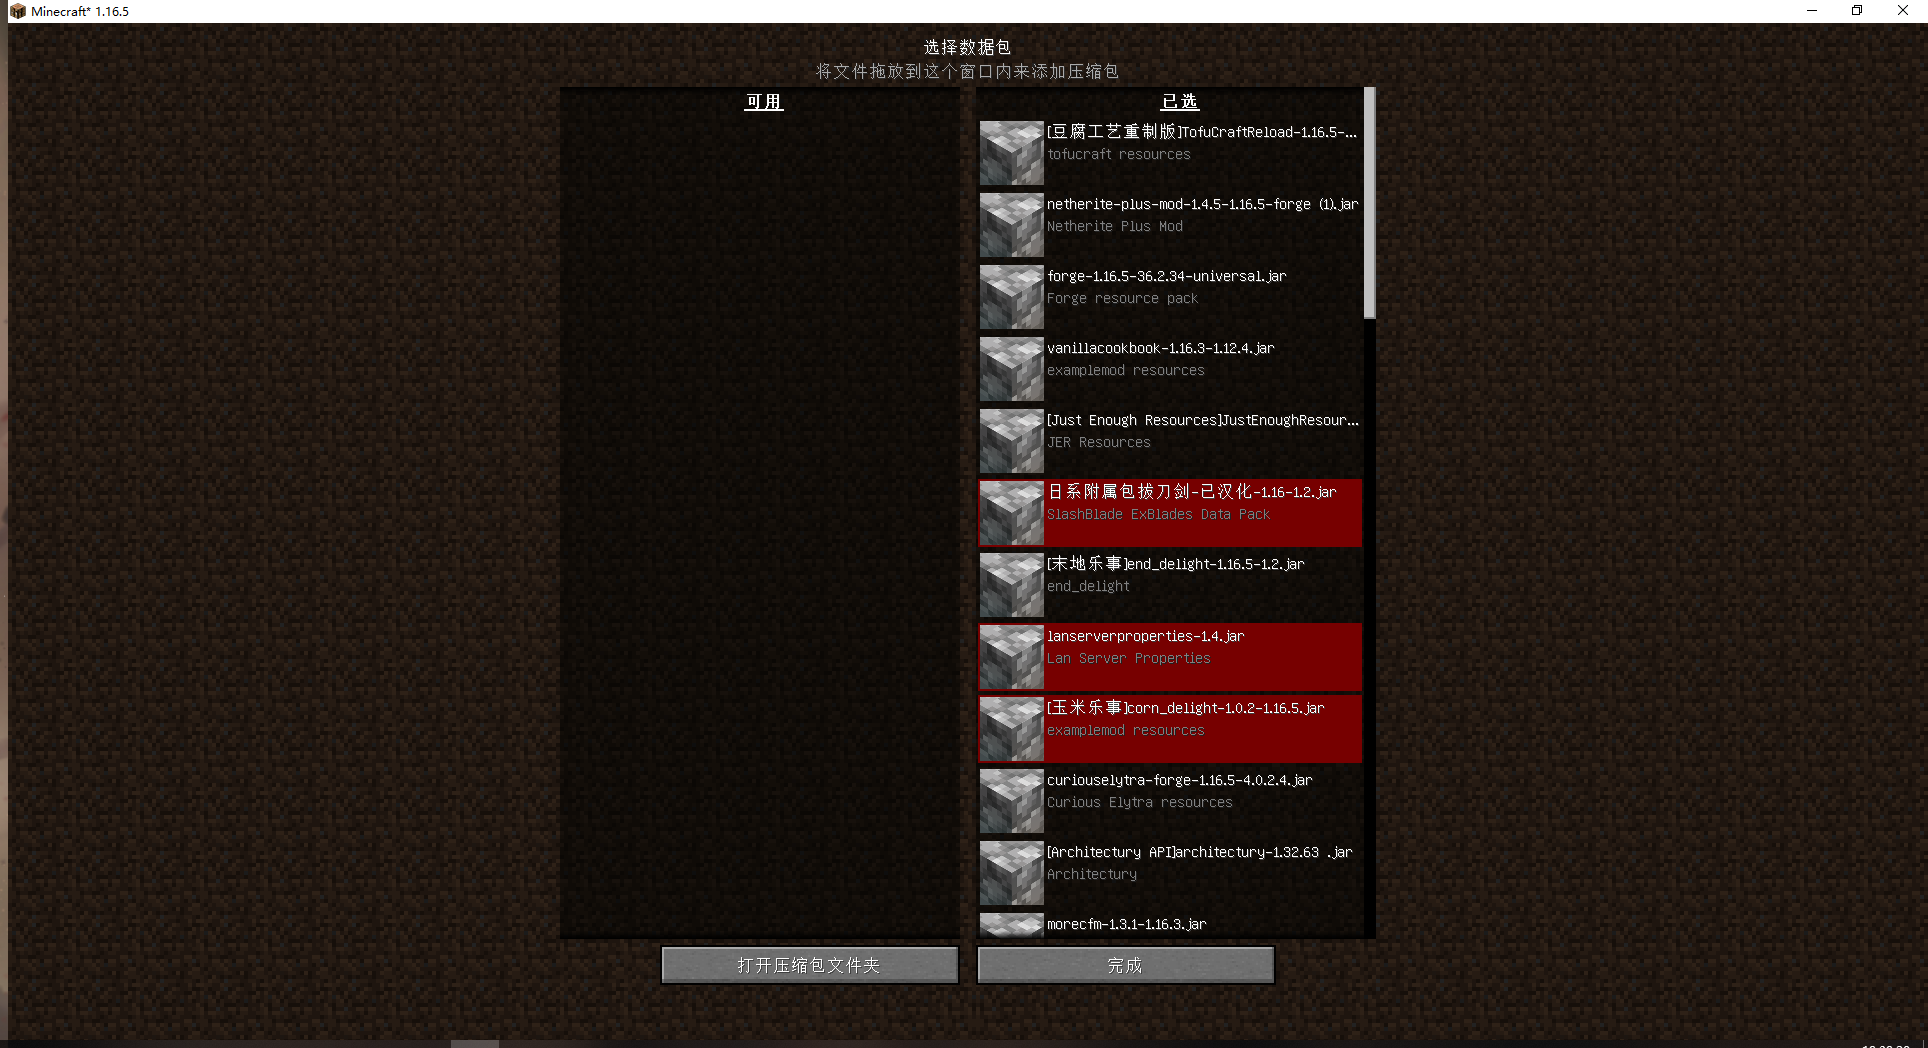 Minecraft* 1.16.5
选择数据包
将文件拖放到这个窗口内来添加压缩包
可用
已选
[豆腐工艺重制版]TofuCraftReload-1.16.5-...
tofucraft resources
netherite-plus-mod-1.4.5-1.16.5-forge (1).jar
Netherite Plus Mod
forge-1.16.5-36.2.34-universal.jar
Forge resource pack
vanillacookbook-1.16.3-1.12.4.jar
examplemod resources
[Just Enough Resources]JustEnoughResour...
JER Resources
日系附属包拔刀剑-已汉化-1.16-1.2.jar
SlashBlade ExBlades Data Pack
[末地乐事]end_delight-1.16.5-1.2.jar
end_delight
lanserverproperties-1.4.jar
Lan Server Properties
[玉米乐事]corn_delight-1.0.2-1.16.5.jar
examplemod resources
curiouselytra-forge-1.16.5-4.0.2.4.jar
Curious Elytra resources
[Architectury API]architectury-1.32.63 .jar
Architectury
morecfm-1.3.1-1.16.3.jar
打开压缩包文件夹
完成